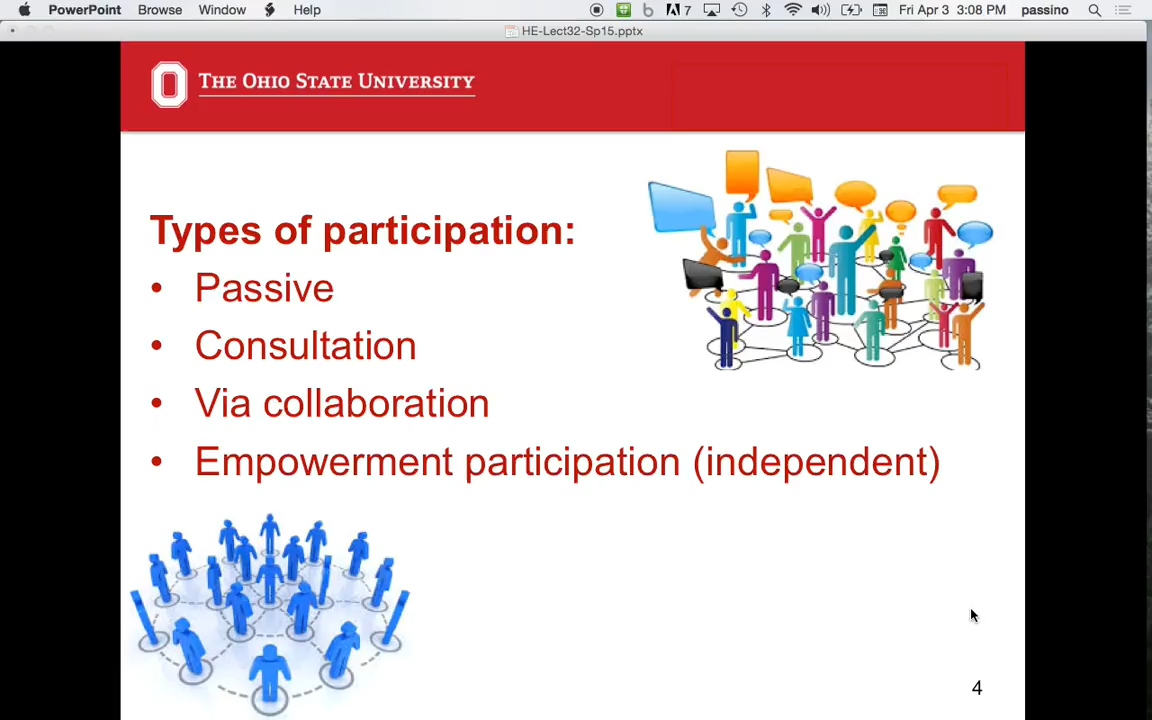 PowerPoint Browse Window Help 7 Fri Apr 3 3:08 PM passino
HE-Lect32-Sp15.pptx
THE OHIO STATE UNIVERSITY
Types of participation:
• Passive
• Consultation
• Via collaboration
• Empowerment participation (independent)
4